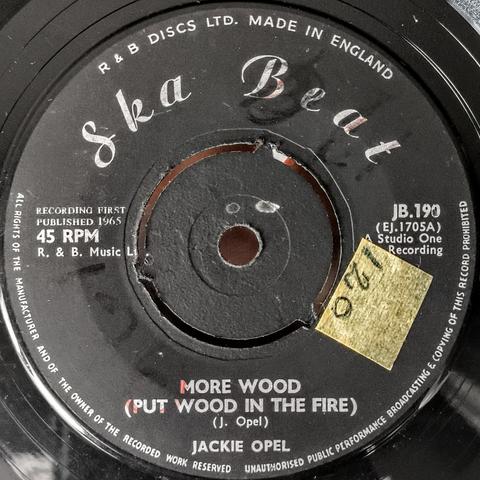 R & B DISCS LTD. MADE IN ENGLAND
Ska Beat
RECORDING FIRST
PUBLISHED 1965
45 RPM
R. & B. Music L
JB.190
(EJ.1705A)
A Studio One
Recording
120
MORE WOOD
(PUT WOOD IN THE FIRE)
(J. Opel)
JACKIE OPEL
ALL RIGHTS OF THE MANUFACTURER AND OF THE OWNER OF THE RECORDED WORK RESERVED UNAUTHORISED PUBLIC PERFORMANCE BROADCASTING & COPYING OF THIS RECORD PROHIBITED